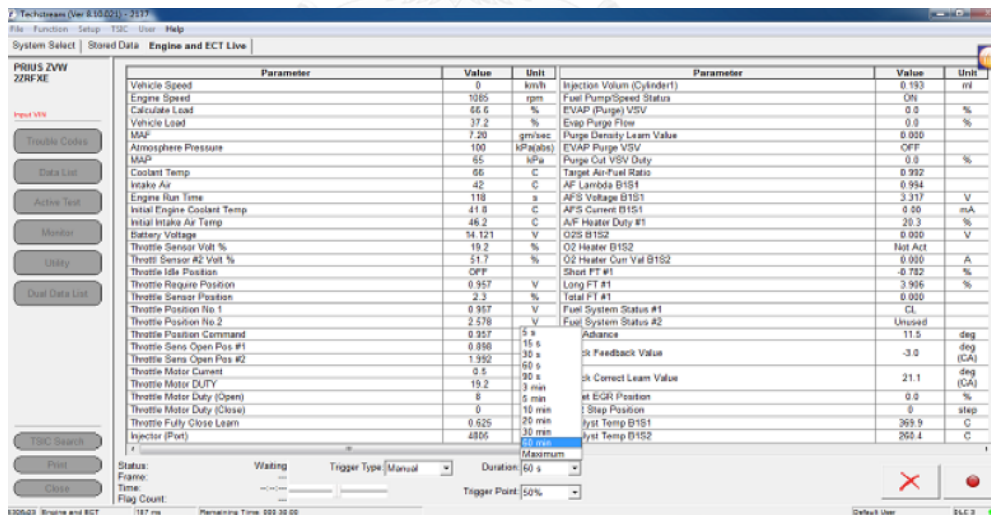 Techstream (Ver 8.10.021) - 2137
File Function Setup TSIC User Help
System Select Stored Data Engine and ECT Live
PRIUS ZVW
2ZRFXE
Input VIN
Trouble Codes
Data List
Active Test
Monitor
Utility
Dual Data List
TSIC Search
Print
Close
Parameter Value Unit Parameter Value Unit
Vehicle Speed 0 km/h Injection Volum (Cylinder1) 0.193 ml
Engine Speed 1085 rpm Fuel Pump/Speed Status ON
Calculate Load 66.6 % EVAP (Purge) VSV 0.0 %
Vehicle Load 37.2 % Evap Purge Flow 0.0 %
MAF 7.20 gm/sec Purge Density Learn Value 0.000
Atmosphere Pressure 100 kPa(abs) EVAP Purge VSV OFF
MAP 65 kPa Purge Cut VSV Duty 0.0 %
Coolant Temp 66 C Target Air-Fuel Ratio 0.992
Intake Air 42 C AF Lambda B1S1 0.994
Engine Run Time 118 s AFS Voltage B1S1 3.317 V
Initial Engine Coolant Temp 41.8 C AFS Current B1S1 0.00 mA
Initial Intake Air Temp 46.2 C A/F Heater Duty #1 20.3 %
Battery Voltage 14.121 V O2S B1S2 0.000 V
Throttle Sensor Volt % 19.2 % O2 Heater B1S2 Not Act
Throttl Sensor #2 Volt % 51.7 % O2 Heater Curr Val B1S2 0.000 A
Throttle Idle Position OFF Short FT #1 -0.782 %
Throttle Require Position 0.957 V Long FT #1 3.906 %
Throttle Sensor Position 2.3 % Total FT #1 0.000
Throttle Position No.1 0.957 V Fuel System Status #1 CL
Throttle Position No.2 2.578 V Fuel System Status #2 Unused
Throttle Position Command 0.957 5 s Advance 11.5 deg
Throttle Sens Open Pos #1 0.898 15 s
Throttle Sens Open Pos #2 1.992 30 s ck Feedback Value -3.0 deg (CA)
60 s
Throttle Motor Current 0.5 90 s
Throttle Motor DUTY 19.2 3 min ck Correct Learn Value 21.1 deg (CA)
Throttle Motor Duty (Open) 8 5 min et EGR Position 0.0 %
Throttle Motor Duty (Close) 0 10 min Step Position 0 step
Throttle Fully Close Learn 0.625 20 min lyst Temp B1S1 369.9 C
Injector (Port) 4806 30 min lyst Temp B1S2 260.4 C
60 min
Maximum
Status: Waiting Trigger Type: Manual Duration: 60 s
Frame: ---
Time: --:--:--
Trigger Point: 50%
Flag Count: ---
Engine and ECT 187 ms Remaining Time: 000:30:00 Default User DLC 3